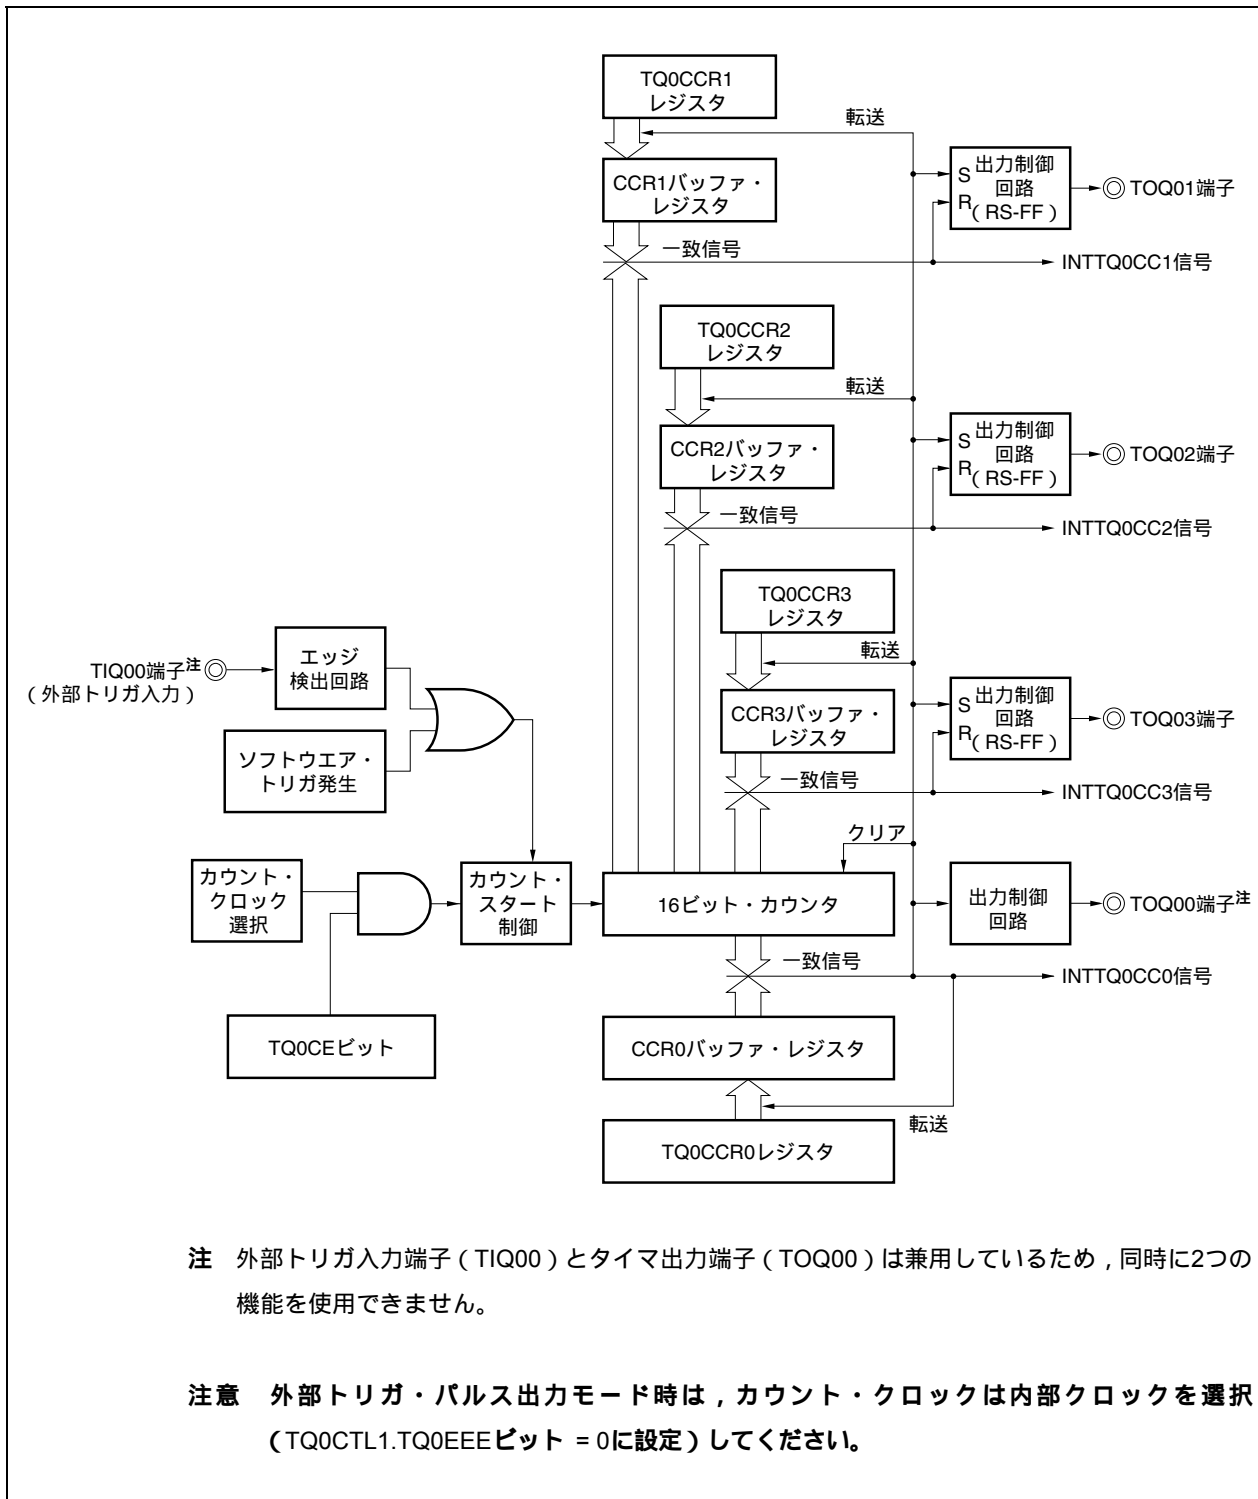 TQ0CCR1
レジスタ
転送
CCR1バッファ・
レジスタ
S 出力制御
回路
R(RS-FF)
TOQ01端子
一致信号
INTTQ0CC1信号
TQ0CCR2
レジスタ
転送
CCR2バッファ・
レジスタ
S 出力制御
回路
R(RS-FF)
TOQ02端子
一致信号
INTTQ0CC2信号
TQ0CCR3
レジスタ
転送
CCR3バッファ・
レジスタ
S 出力制御
回路
R(RS-FF)
TOQ03端子
一致信号
INTTQ0CC3信号
TIQ00端子注
(外部トリガ入力)
エッジ
検出回路
ソフトウエア・
トリガ発生
クリア
カウント・
クロック
選択
カウント・
スタート
制御
16ビット・カウンタ
出力制御
回路
TOQ00端子注
一致信号
INTTQ0CC0信号
TQ0CEビット
CCR0バッファ・レジスタ
転送
TQ0CCR0レジスタ
注 外部トリガ入力端子(TIQ00)とタイマ出力端子(TOQ00)は兼用しているため,同時に2つの
機能を使用できません。
注意 外部トリガ・パルス出力モード時は,カウント・クロックは内部クロックを選択
(TQ0CTL1.TQ0EEEビット = 0に設定)してください。